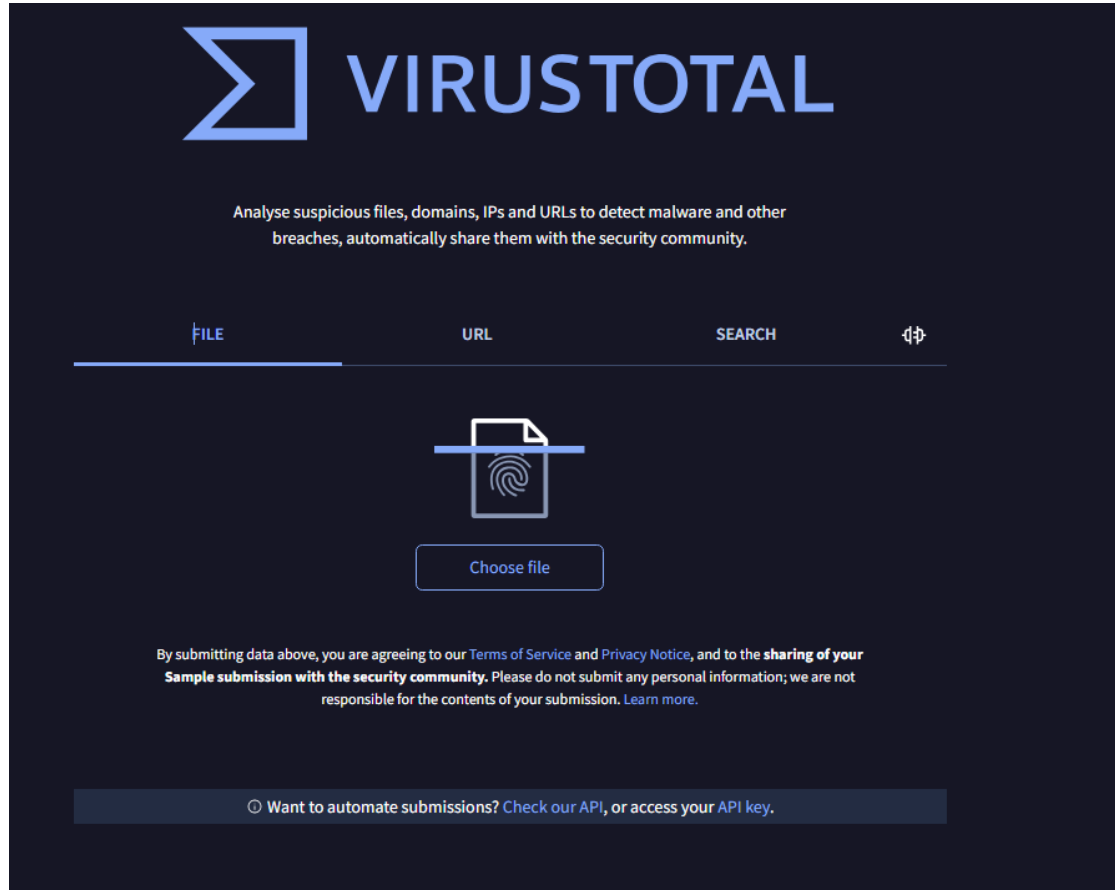 VIRUSTOTAL
Analyse suspicious files, domains, IPs and URLs to detect malware and other
breaches, automatically share them with the security community.
FILE URL SEARCH
Choose file
By submitting data above, you are agreeing to our Terms of Service and Privacy Notice, and to the sharing of your
Sample submission with the security community. Please do not submit any personal information; we are not
responsible for the contents of your submission. Learn more.
Want to automate submissions? Check our API, or access your API key.